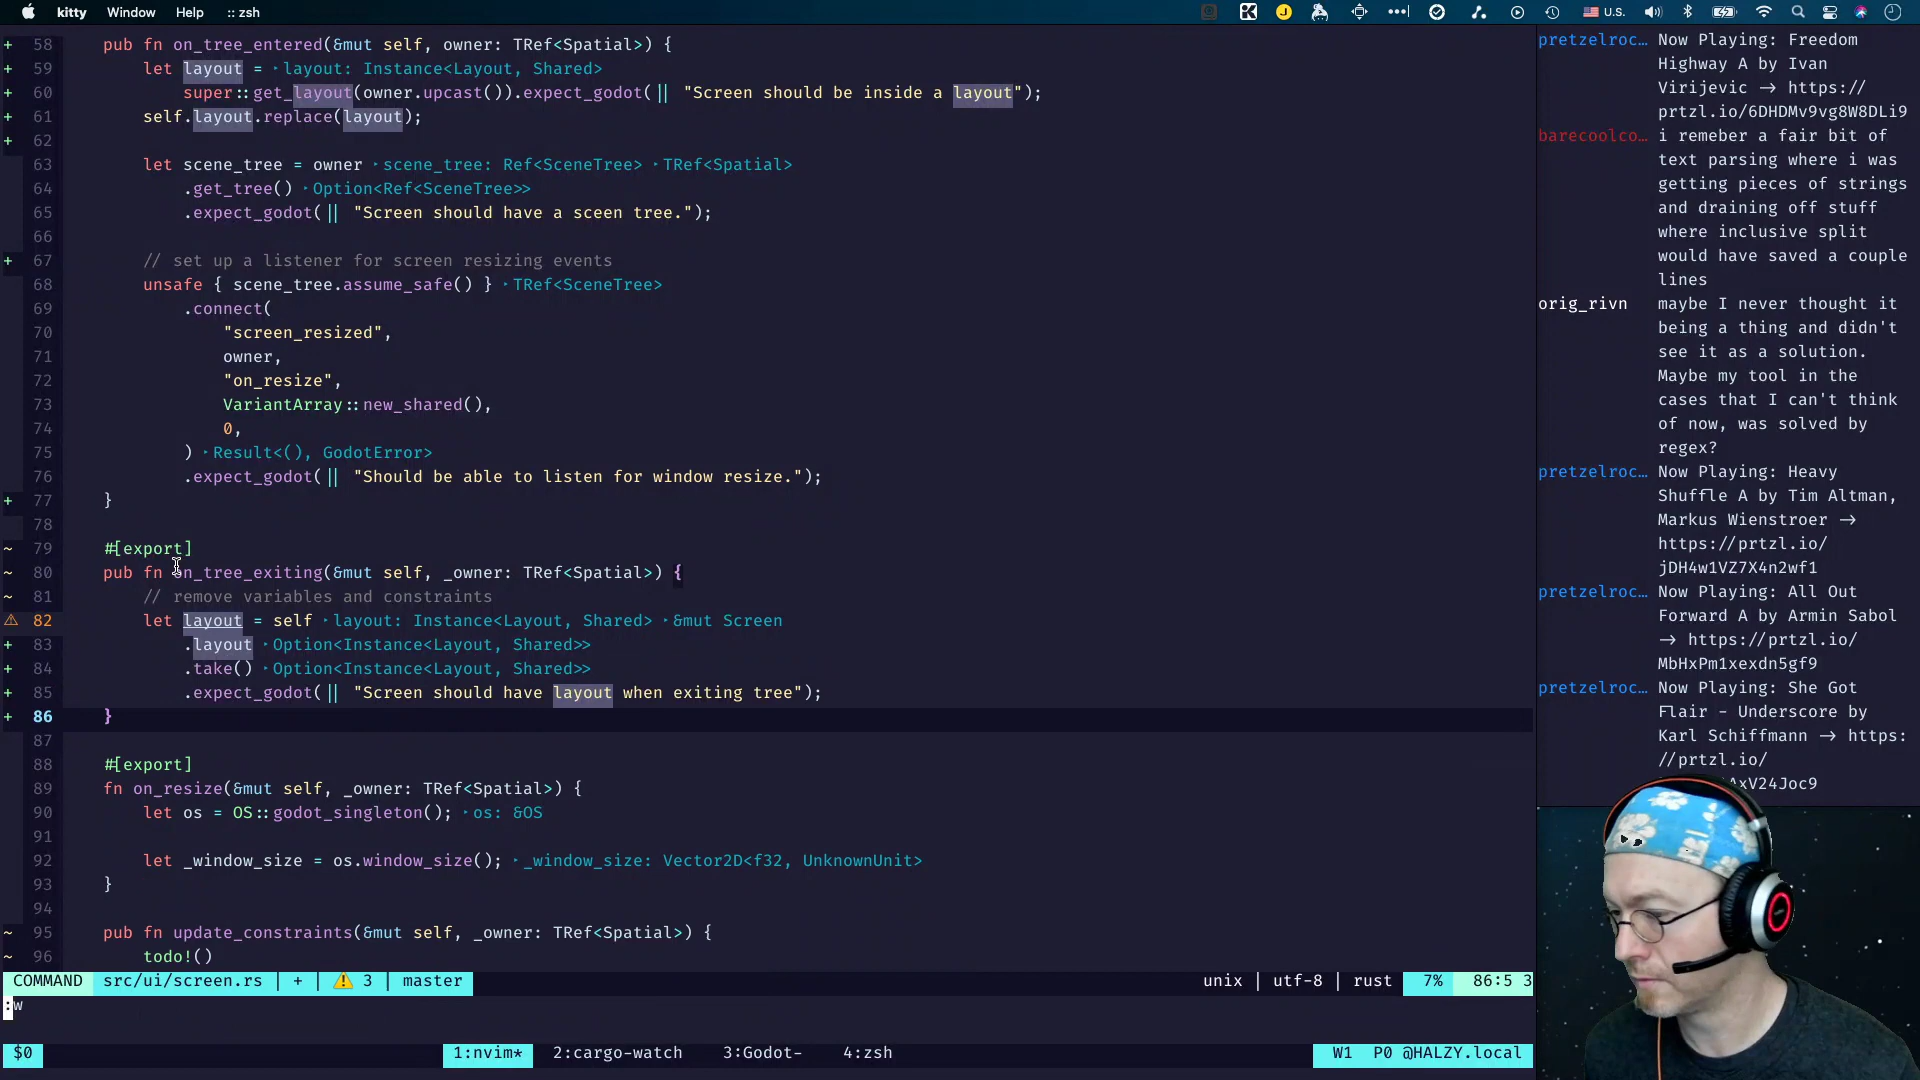 kitty Window Help :: zsh U.S.
58 pub fn on_tree_entered(&mut self, owner: TRef<Spatial>) {
59 let layout = ‣layout: Instance<Layout, Shared>
60 super::get_layout(owner.upcast()).expect_godot(|| "Screen should be inside a layout");
61 self.layout.replace(layout);
62
63 let scene_tree = owner ‣scene_tree: Ref<SceneTree> ‣TRef<Spatial>
64 .get_tree() ‣Option<Ref<SceneTree>>
65 .expect_godot(|| "Screen should have a sceen tree.");
66
67 // set up a listener for screen resizing events
68 unsafe { scene_tree.assume_safe() } ‣TRef<SceneTree>
69 .connect(
70 "screen_resized",
71 owner,
72 "on_resize",
73 VariantArray::new_shared(),
74 0,
75 ) ‣Result<(), GodotError>
76 .expect_godot(|| "Should be able to listen for window resize.");
77 }
78
79 #[export]
80 pub fn on_tree_exiting(&mut self, _owner: TRef<Spatial>) {
81 // remove variables and constraints
82 let layout = self ‣layout: Instance<Layout, Shared> ‣&mut Screen
83 .layout ‣Option<Instance<Layout, Shared>>
84 .take() ‣Option<Instance<Layout, Shared>>
85 .expect_godot(|| "Screen should have layout when exiting tree");
86 }
87
88 #[export]
89 fn on_resize(&mut self, _owner: TRef<Spatial>) {
90 let os = OS::godot_singleton(); ‣os: &OS
91
92 let _window_size = os.window_size(); ‣_window_size: Vector2D<f32, UnknownUnit>
93 }
94
95 pub fn update_constraints(&mut self, _owner: TRef<Spatial>) {
96 todo!()
COMMAND src/ui/screen.rs | + | ⚠ 3 | master unix | utf-8 | rust 7% 86:5 3
:w
$0 1:nvim* 2:cargo-watch 3:Godot- 4:zsh W1 P0 @HALZY.local
pretzelroc… Now Playing: Freedom
Highway A by Ivan
Virijevic → https://
prtzl.io/6DHDMv9vg8W8DLi9
barecoolco… i remeber a fair bit of
text parsing where i was
getting pieces of strings
and draining off stuff
where inclusive split
would have saved a couple
lines
orig_rivn maybe I never thought it
being a thing and didn't
see it as a solution.
Maybe my tool in the
cases that I can't think
of now, was solved by
regex?
pretzelroc… Now Playing: Heavy
Shuffle A by Tim Altman,
Markus Wienstroer →
https://prtzl.io/
jDH4w1VZ7X4n2wf1
pretzelroc… Now Playing: All Out
Forward A by Armin Sabol
→ https://prtzl.io/
MbHxPm1xexdn5gf9
pretzelroc… Now Playing: She Got
Flair - Underscore by
Karl Schiffmann → https:
//prtzl.io/
AxV24Joc9